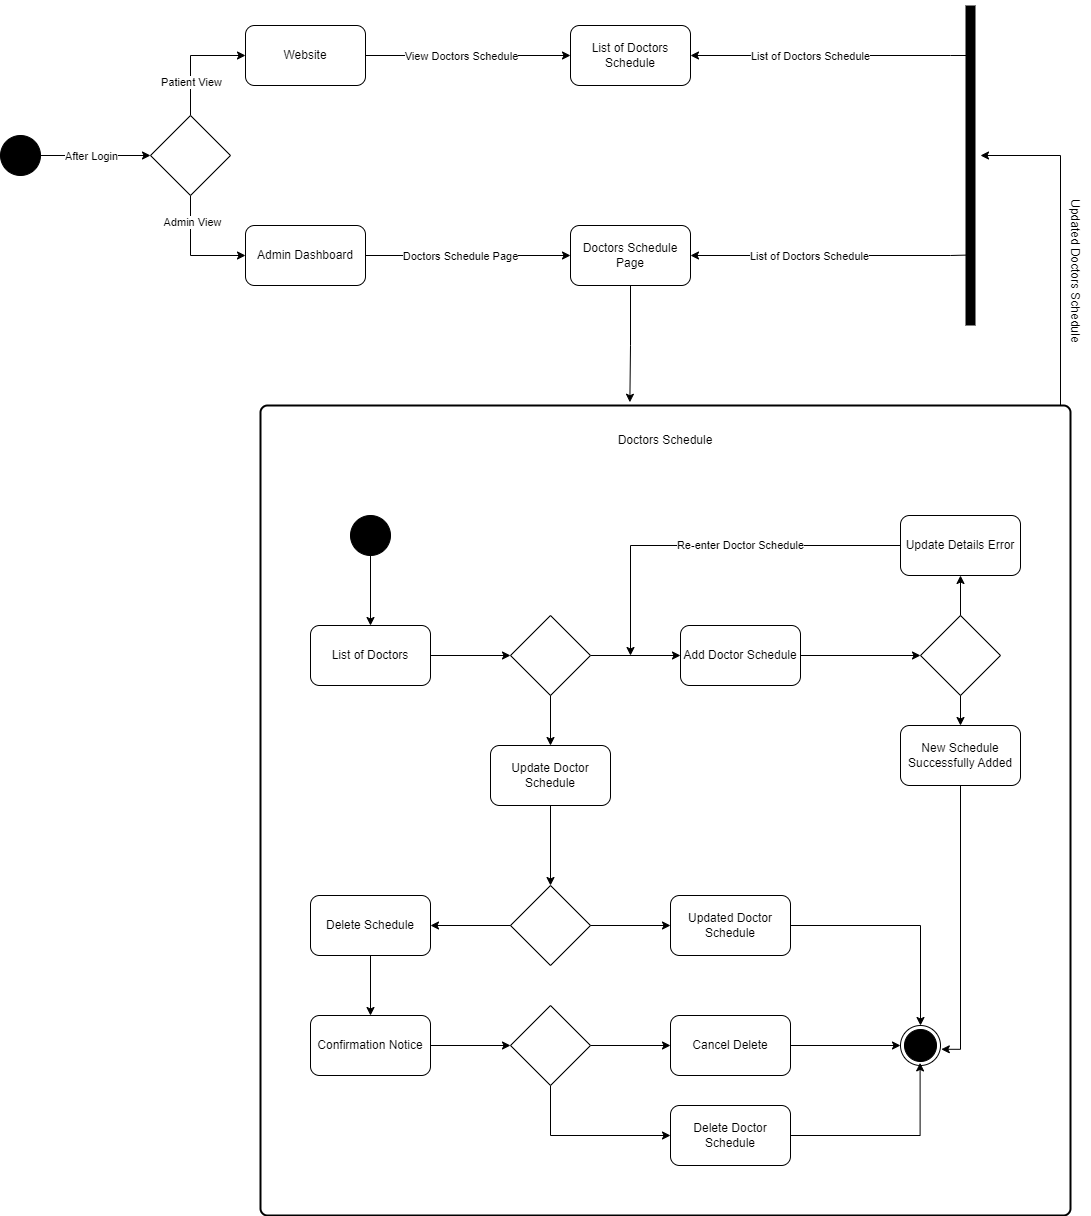 Website
View Doctors Schedule
List of Doctors
Schedule
List of Doctors Schedule
Patient View
After Login
Admin View
Admin Dashboard
Doctors Schedule Page
Doctors Schedule
Page
List of Doctors Schedule
Updated Doctors Schedule
Doctors Schedule
Re-enter Doctor Schedule
Update Details Error
List of Doctors
Add Doctor Schedule
Update Doctor
Schedule
New Schedule
Successfully Added
Delete Schedule
Updated Doctor
Schedule
Confirmation Notice
Cancel Delete
Delete Doctor
Schedule